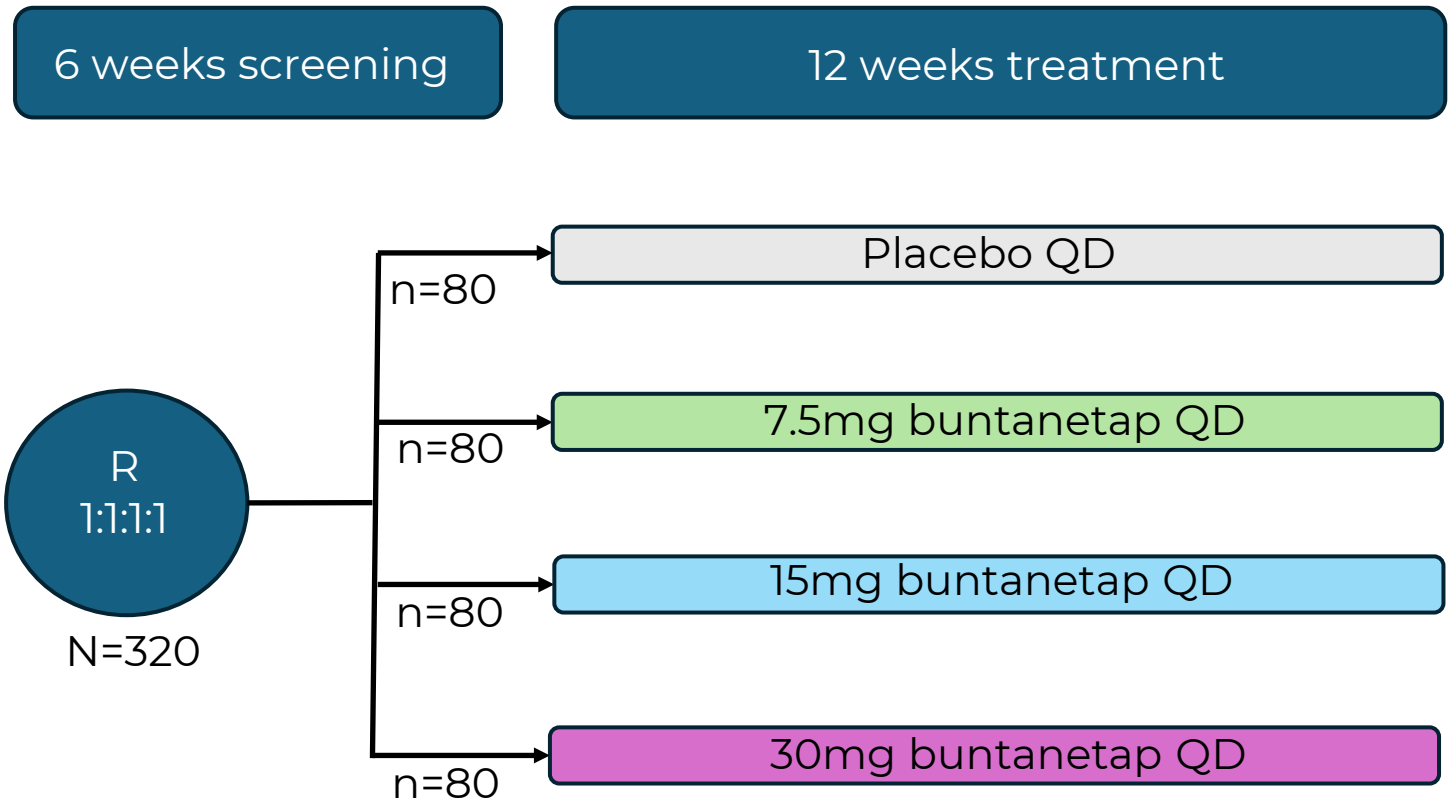 6 weeks screening
12 weeks treatment
Placebo QD
n=80
7.5mg buntanetap QD
n=80
R
1:1:1:1
15mg buntanetap QD
n=80
N=320
30mg buntanetap QD
n=80